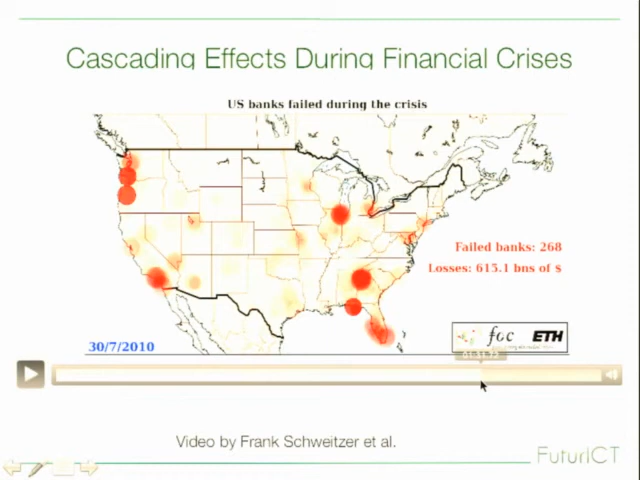 Cascading Effects During Financial Crises
US banks failed during the crisis
Failed banks: 268
Losses: 615.1 bns of $
30/7/2010
foc ETH
Video by Frank Schweitzer et al.
FuturICT